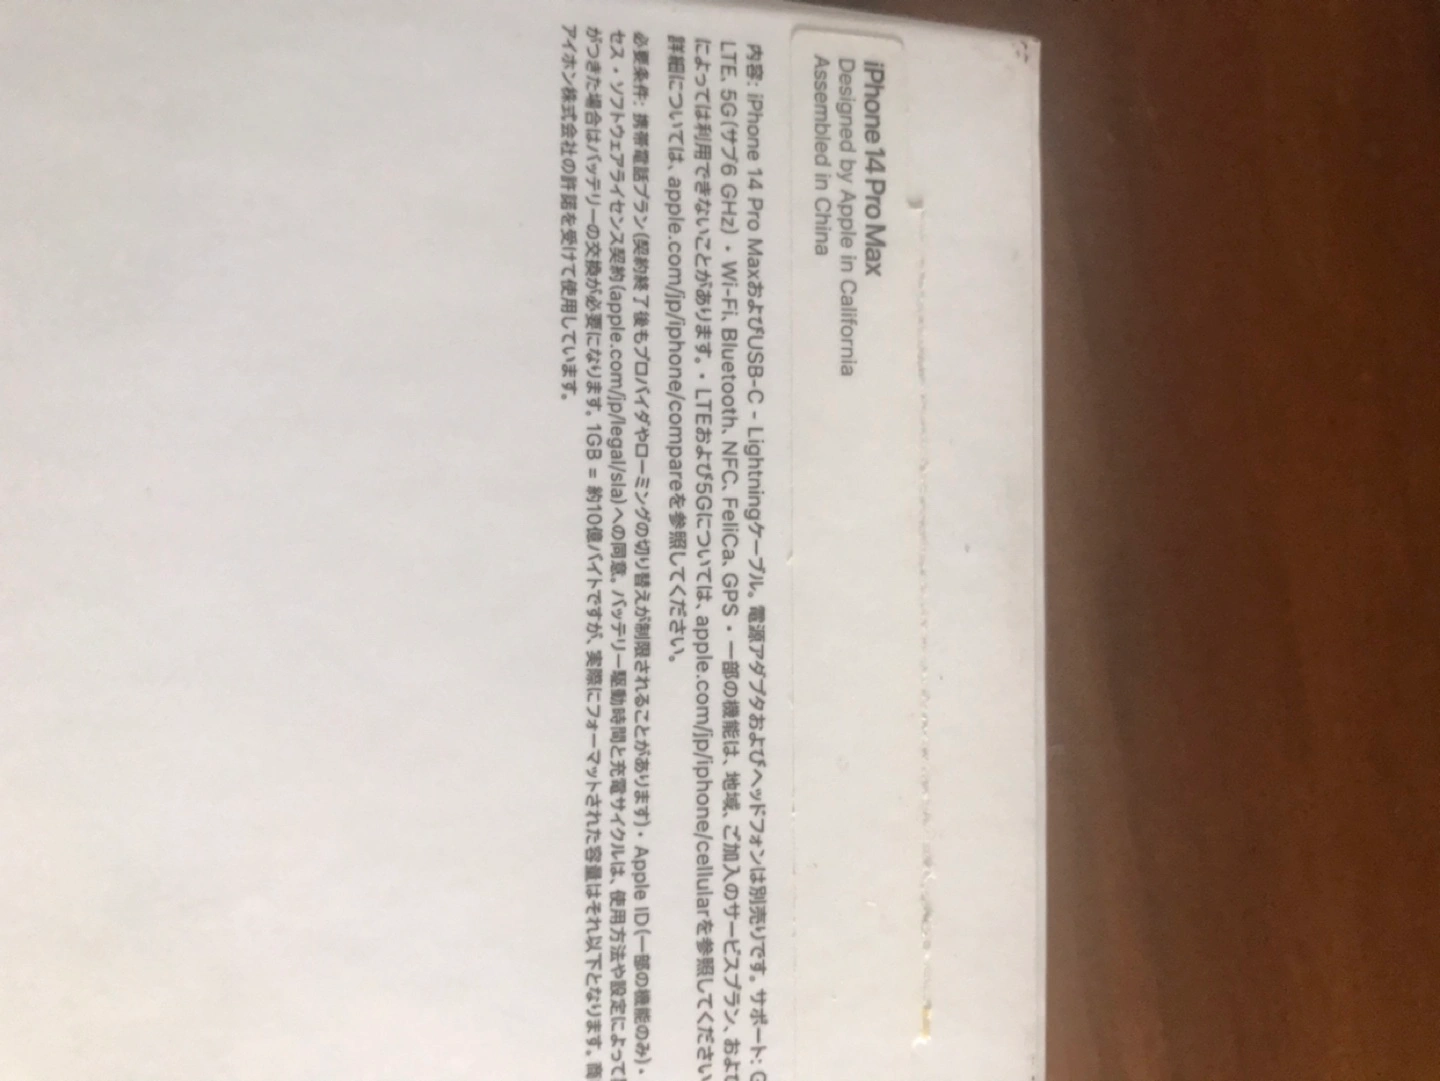 iPhone 14 Pro Max
Designed by Apple in California
Assembled in China
内容: iPhone 14 Pro MaxおよびUSB-C - Lightningケーブル。電源アダプタおよびヘッドフォンは別売りです。サポート: G
LTE、5G(サブ6 GHz)・Wi-Fi、Bluetooth、NFC、FeliCa、GPS・一部の機能は、地域、ご加入のサービスプラン、およ
によっては利用できないことがあります。・LTEおよび5Gについては、apple.com/jp/iphone/cellularを参照してください
詳細については、apple.com/jp/iphone/compareを参照してください。
必要条件: 携帯電話プラン(契約終了後もプロバイダやローミングの切り替えが制限されることがあります)・Apple ID(一部の機能のみ)・
セス・ソフトウェアライセンス契約(apple.com/jp/legal/sla)への同意。バッテリー駆動時間と充電サイクルは、使用方法や設定によって
がつきた場合はバッテリーの交換が必要になります。1GB = 約10億バイトですが、実際にフォーマットされた容量はそれ以下となります。商
アイホン株式会社の許諾を受けて使用しています。